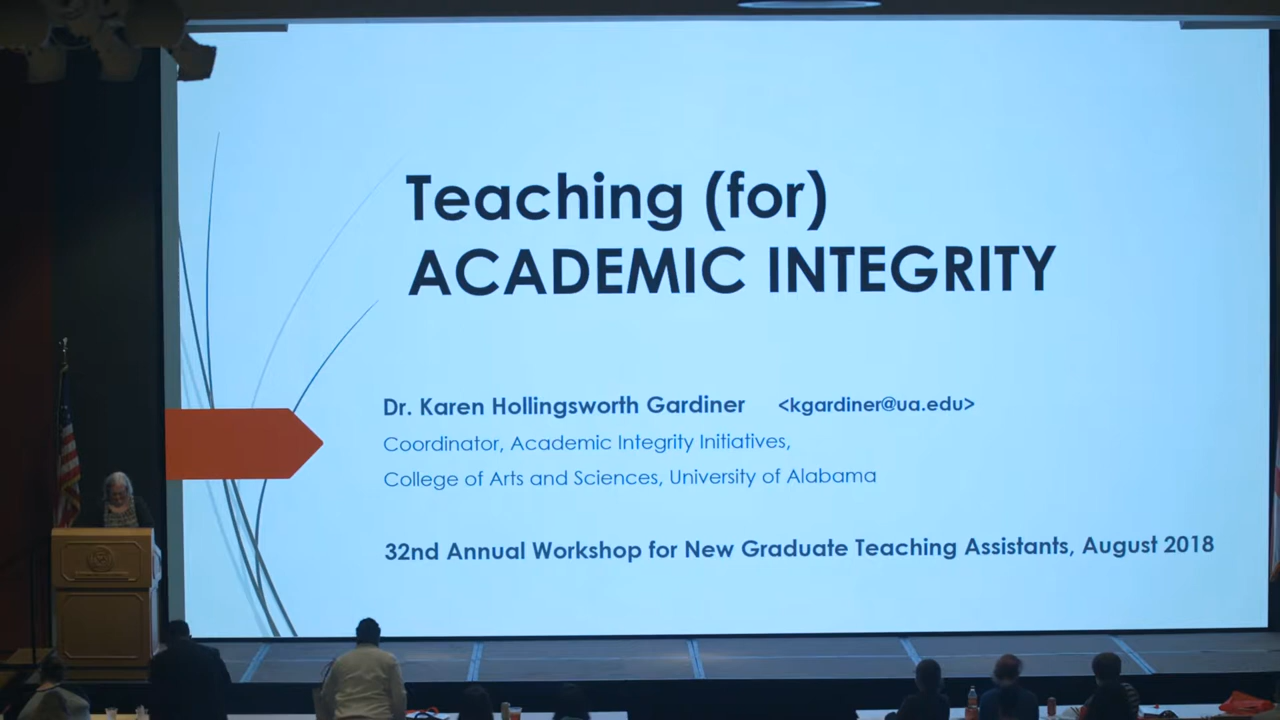 Teaching (for)
ACADEMIC INTEGRITY
Dr. Karen Hollingsworth Gardiner <kgardiner@ua.edu>
Coordinator, Academic Integrity Initiatives,
College of Arts and Sciences, University of Alabama
32nd Annual Workshop for New Graduate Teaching Assistants, August 2018